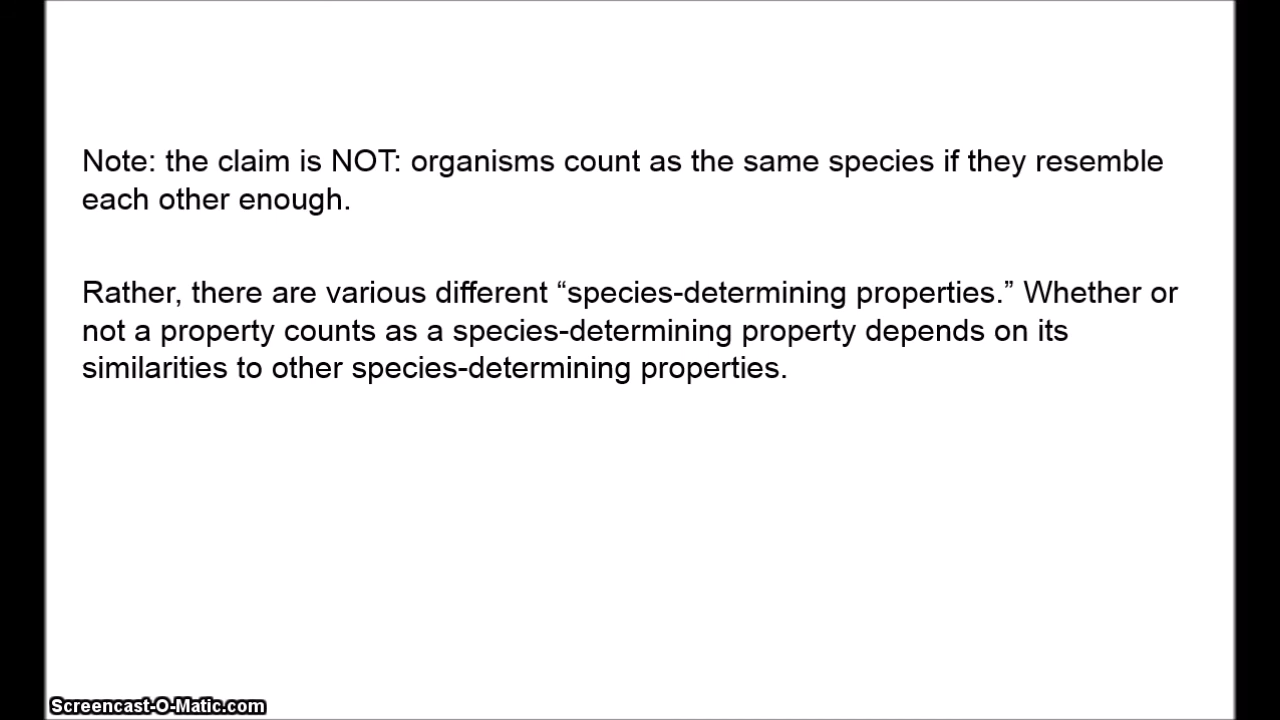 Note: the claim is NOT: organisms count as the same species if they resemble
each other enough.
Rather, there are various different “species-determining properties.” Whether or
not a property counts as a species-determining property depends on its
similarities to other species-determining properties.
Screencast-O-Matic.com